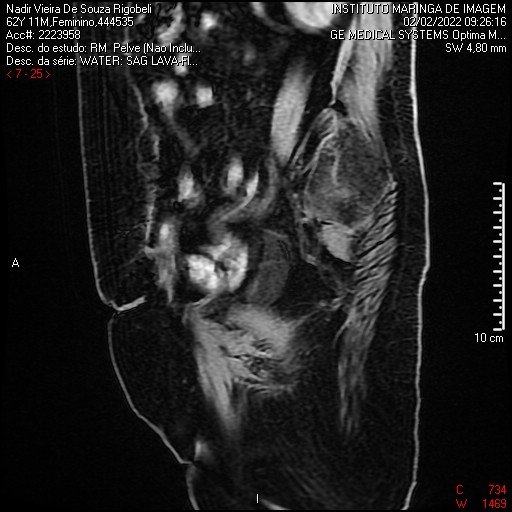 Nadir Vieira De Souza Rigobeli
62Y 11M,Feminino,444535
Acc#: 2223958
Desc. do estudo: RM  Pelve (Nao Inclu...
Desc. da série: WATER: SAG LAVA-Fl...
< 7 - 25 >
INSTITUTO MARINGA DE IMAGEM
02/02/2022 09:26:16
GE MEDICAL SYSTEMS Optima M...
SW 4,80 mm
A
10 cm
I
C 734
W 1469